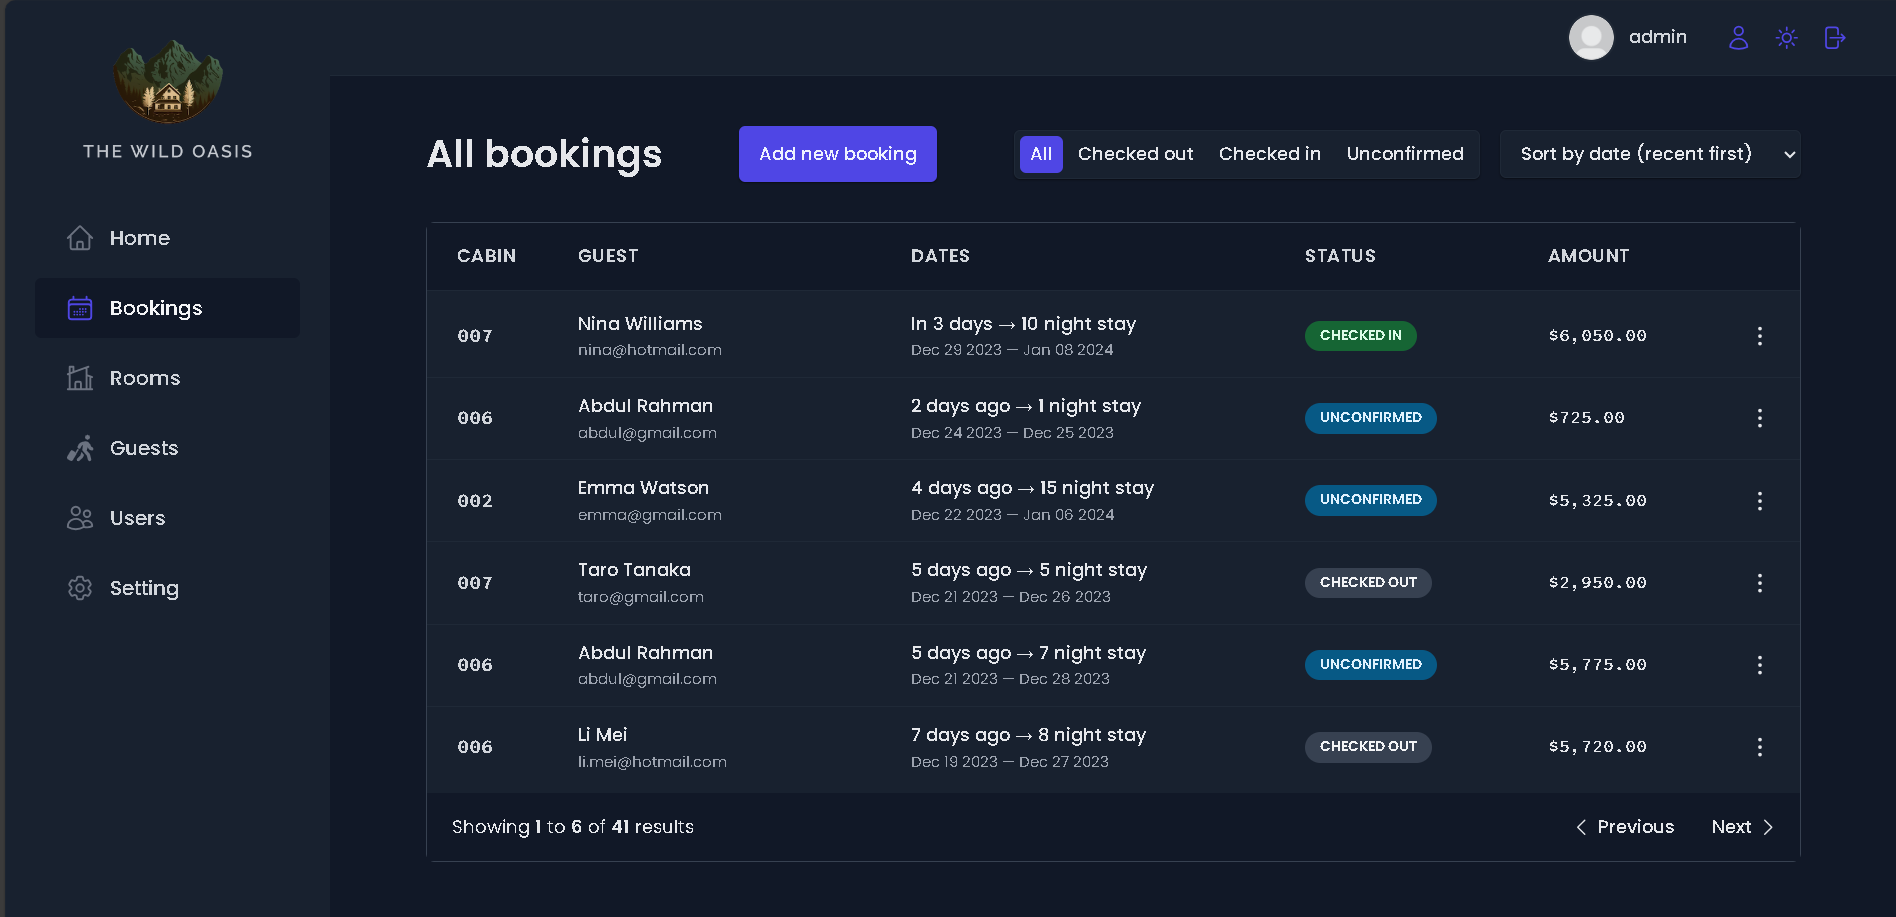 admin
THE WILD OASIS
Home
Bookings
Rooms
Guests
Users
Setting
All bookings
Add new booking
All Checked out Checked in Unconfirmed
Sort by date (recent first)
CABIN GUEST DATES STATUS AMOUNT
007 Nina Williams In 3 days → 10 night stay CHECKED IN $6,050.00
nina@hotmail.com Dec 29 2023 — Jan 08 2024
006 Abdul Rahman 2 days ago → 1 night stay UNCONFIRMED $725.00
abdul@gmail.com Dec 24 2023 — Dec 25 2023
002 Emma Watson 4 days ago → 15 night stay UNCONFIRMED $5,325.00
emma@gmail.com Dec 22 2023 — Jan 06 2024
007 Taro Tanaka 5 days ago → 5 night stay CHECKED OUT $2,950.00
taro@gmail.com Dec 21 2023 — Dec 26 2023
006 Abdul Rahman 5 days ago → 7 night stay UNCONFIRMED $5,775.00
abdul@gmail.com Dec 21 2023 — Dec 28 2023
006 Li Mei 7 days ago → 8 night stay CHECKED OUT $5,720.00
li.mei@hotmail.com Dec 19 2023 — Dec 27 2023
Showing 1 to 6 of 41 results
Previous Next